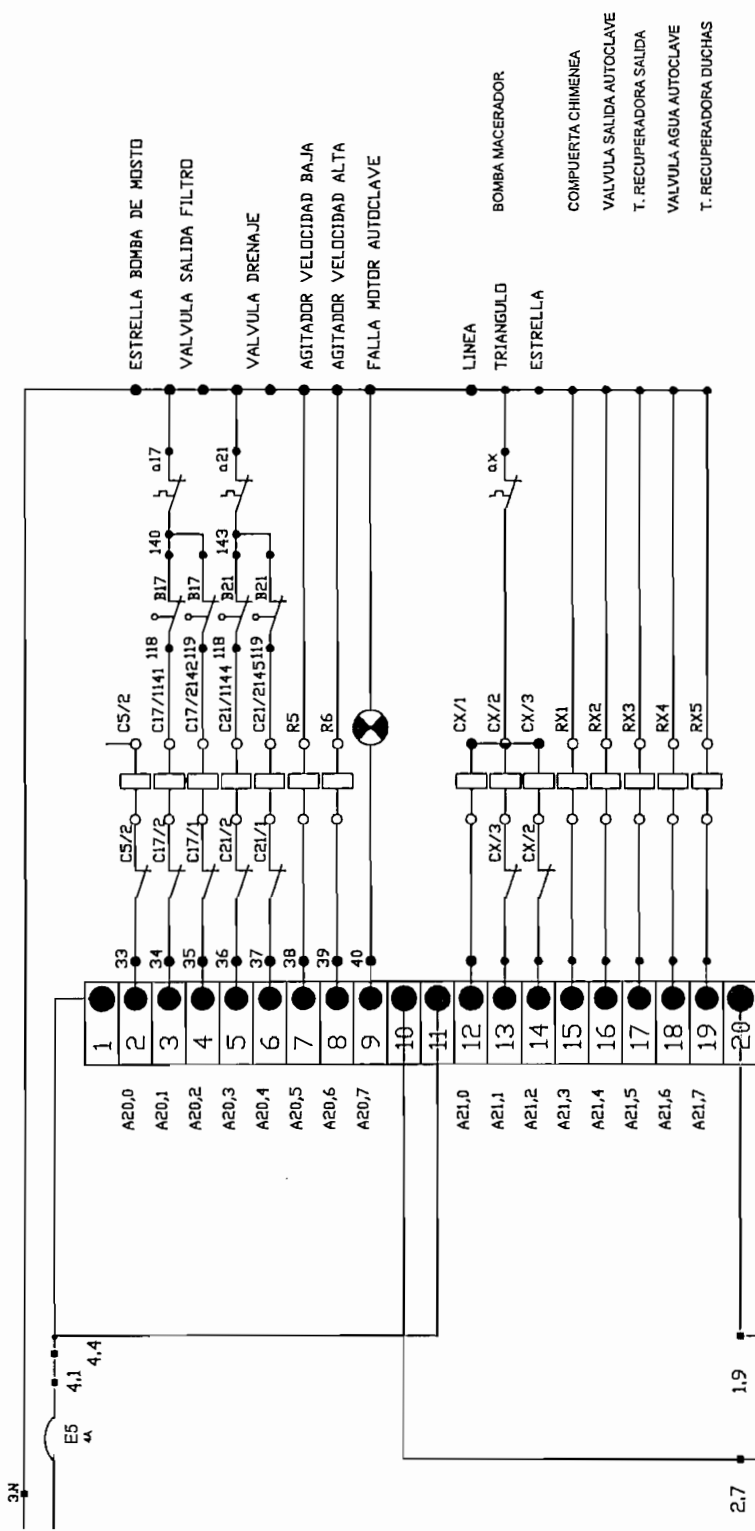 3.N
E5
4A
4.1
4.4
2.7
1.9
A20,0
A20,1
A20,2
A20,3
A20,4
A20,5
A20,6
A20,7
A21,0
A21,1
A21,2
A21,3
A21,4
A21,5
A21,6
A21,7
1
2
3
4
5
6
7
8
9
10
11
12
13
14
15
16
17
18
19
20
33
34
35
36
37
38
39
40
C5/2
C17/2
C17/1
C21/2
C21/1
CX/3
CX/2
C5/2
C17/1141
C17/2142
C21/1144
C21/2145
R5
R6
CX/1
CX/2
CX/3
RX1
RX2
RX3
RX4
RX5
118
119
118
119
B17
B17
B21
B21
140
143
a17
a21
ax
ESTRELLA BOMBA DE MOSTO
VALVULA SALIDA FILTRO
VALVULA DRENAJE
AGITADOR VELOCIDAD BAJA
AGITADOR VELOCIDAD ALTA
FALLA MOTOR AUTOCLAVE
LINEA
TRIANGULO
ESTRELLA
BOMBA MACERADOR
COMPUERTA CHIMENEA
VALVULA SALIDA AUTOCLAVE
T. RECUPERADORA SALIDA
VALVULA AGUA AUTOCLAVE
T. RECUPERADORA DUCHAS